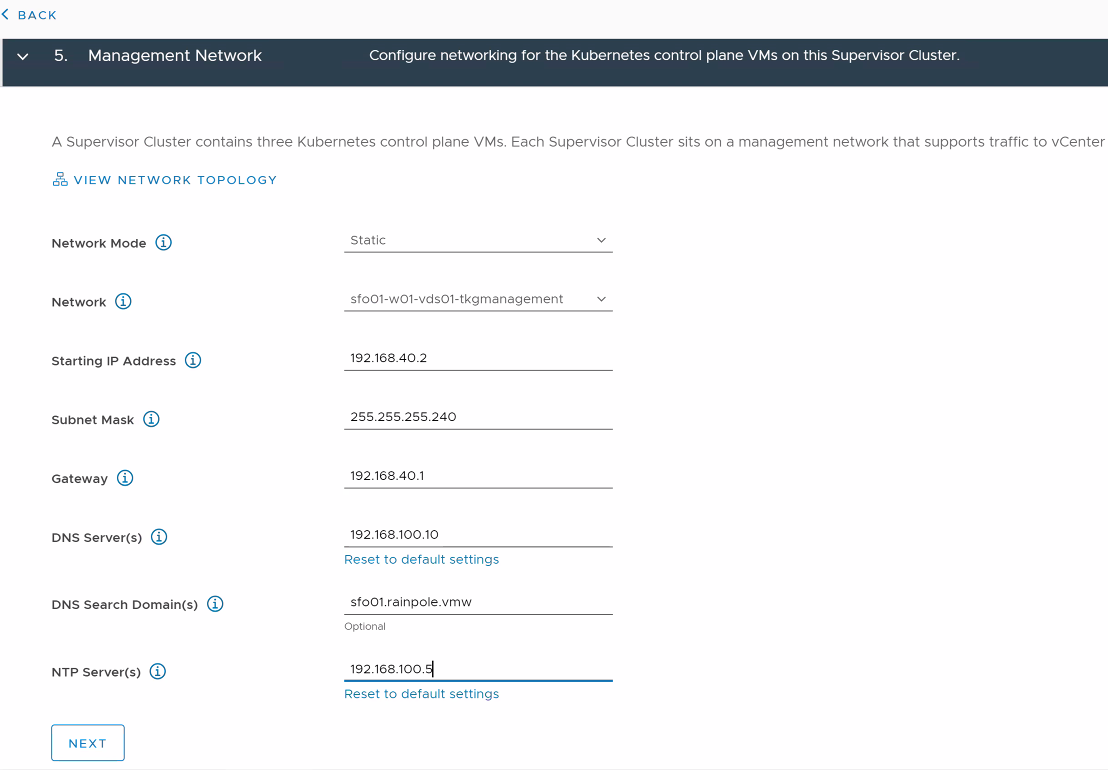 BACK
5. Management Network Configure networking for the Kubernetes control plane VMs on this Supervisor Cluster.
A Supervisor Cluster contains three Kubernetes control plane VMs. Each Supervisor Cluster sits on a management network that supports traffic to vCenter
VIEW NETWORK TOPOLOGY
Network Mode Static
Network sfo01-w01-vds01-tkgmanagement
Starting IP Address 192.168.40.2
Subnet Mask 255.255.255.240
Gateway 192.168.40.1
DNS Server(s) 192.168.100.10
Reset to default settings
DNS Search Domain(s) sfo01.rainpole.vmw
Optional
NTP Server(s) 192.168.100.5
Reset to default settings
NEXT